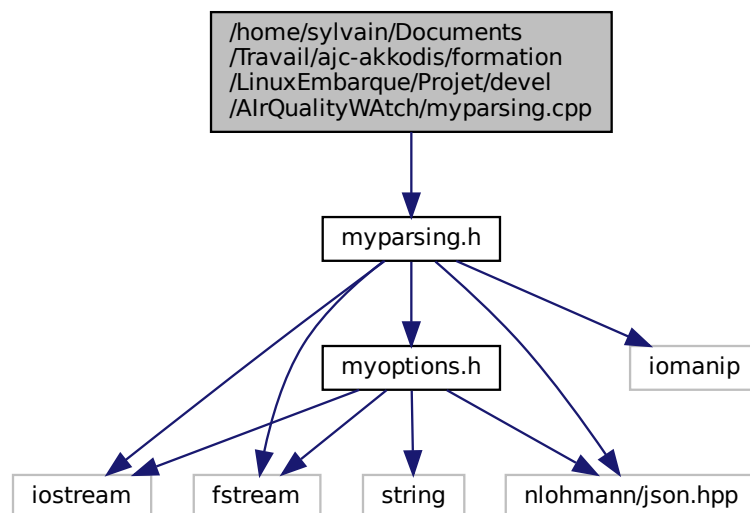 /home/sylvain/Documents
/Travail/ajc-akkodis/formation
/LinuxEmbarque/Projet/devel
/AIrQualityWAtch/myparsing.cpp
myparsing.h
myoptions.h
iomanip
iostream
fstream
string
nlohmann/json.hpp